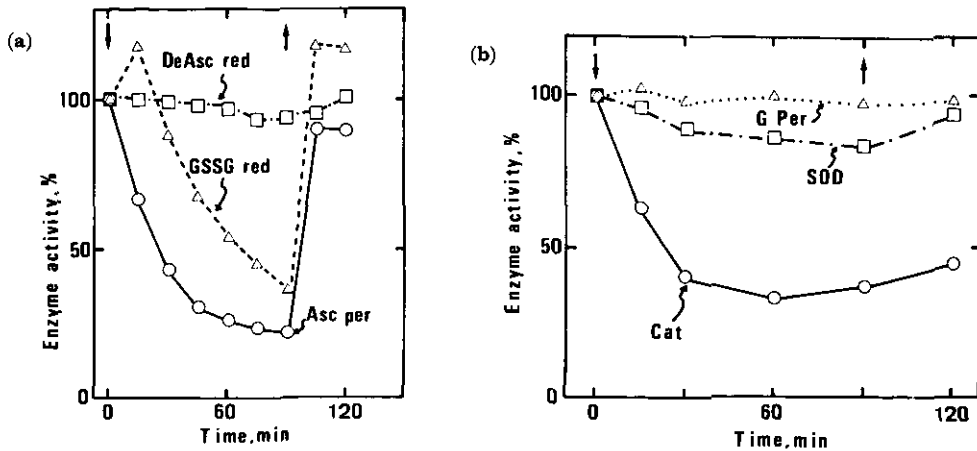 (a)
Enzyme activity, %
100
50
0
DeAsc red
GSSG red
Asc per
0
60
120
Time, min
(b)
Enzyme activity, %
100
50
0
G Per
SOD
Cat
0
60
120
Time, min